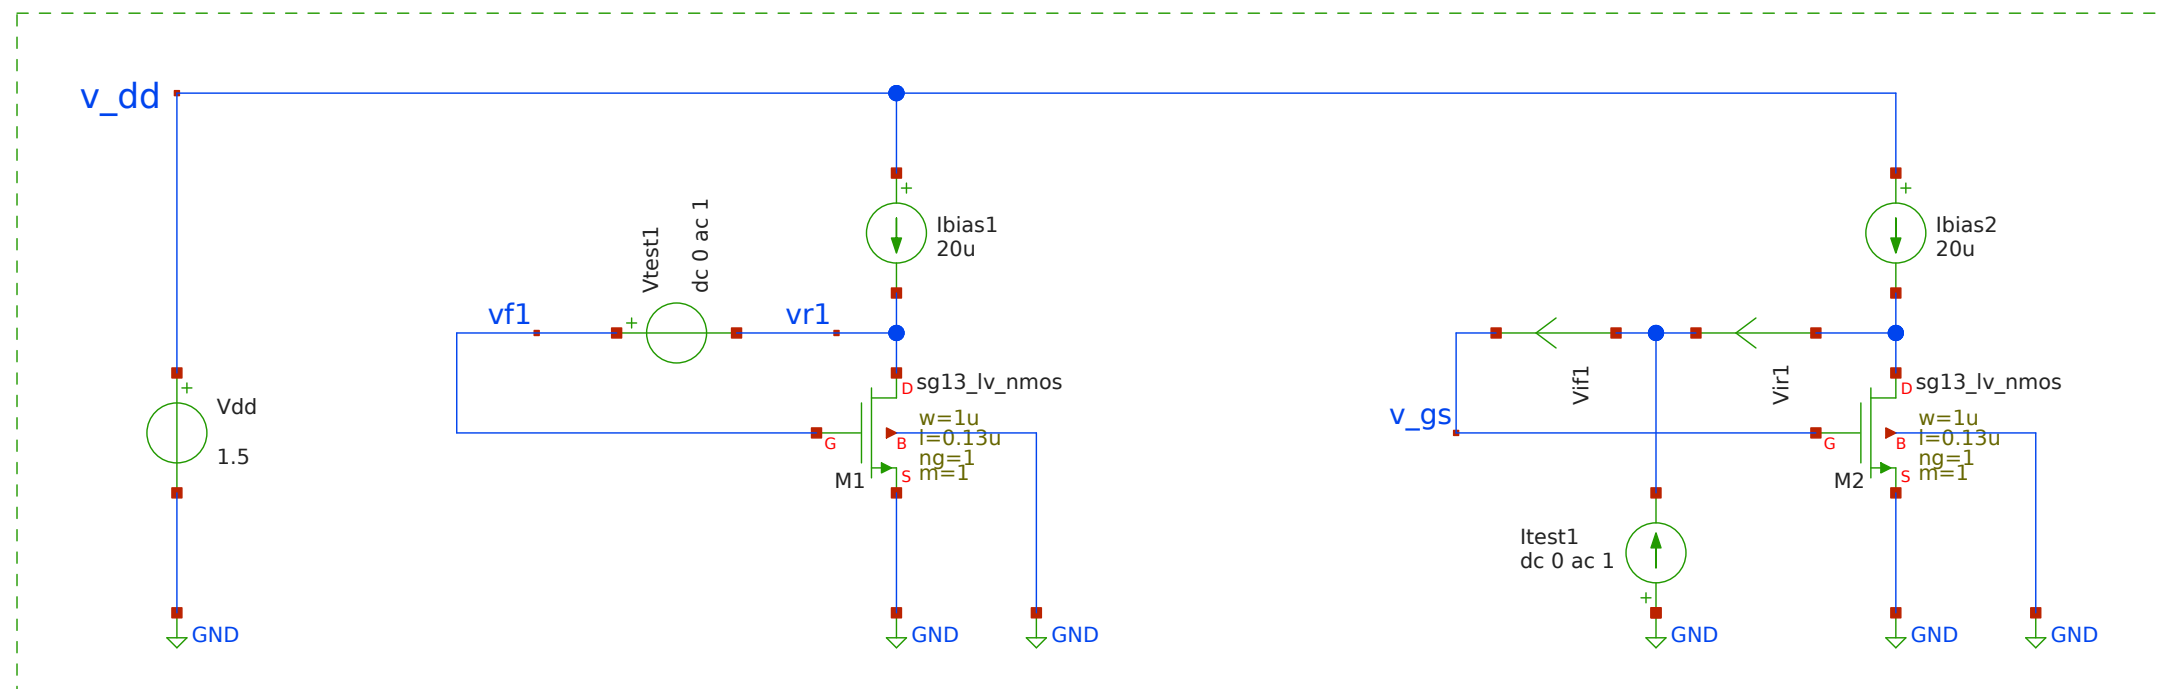 v_dd
+
Ibias1
20u
+
Ibias2
20u
Vtest1
dc 0 ac 1
vf1
+
vr1
D
sg13_lv_nmos
w=1u
l=0.13u
ng=1
m=1
G
B
S
M1
+
Vdd
1.5
Vif1
Vir1
v_gs
D
sg13_lv_nmos
w=1u
l=0.13u
ng=1
m=1
G
B
S
M2
Itest1
dc 0 ac 1
+
GND
GND
GND
GND
GND
GND